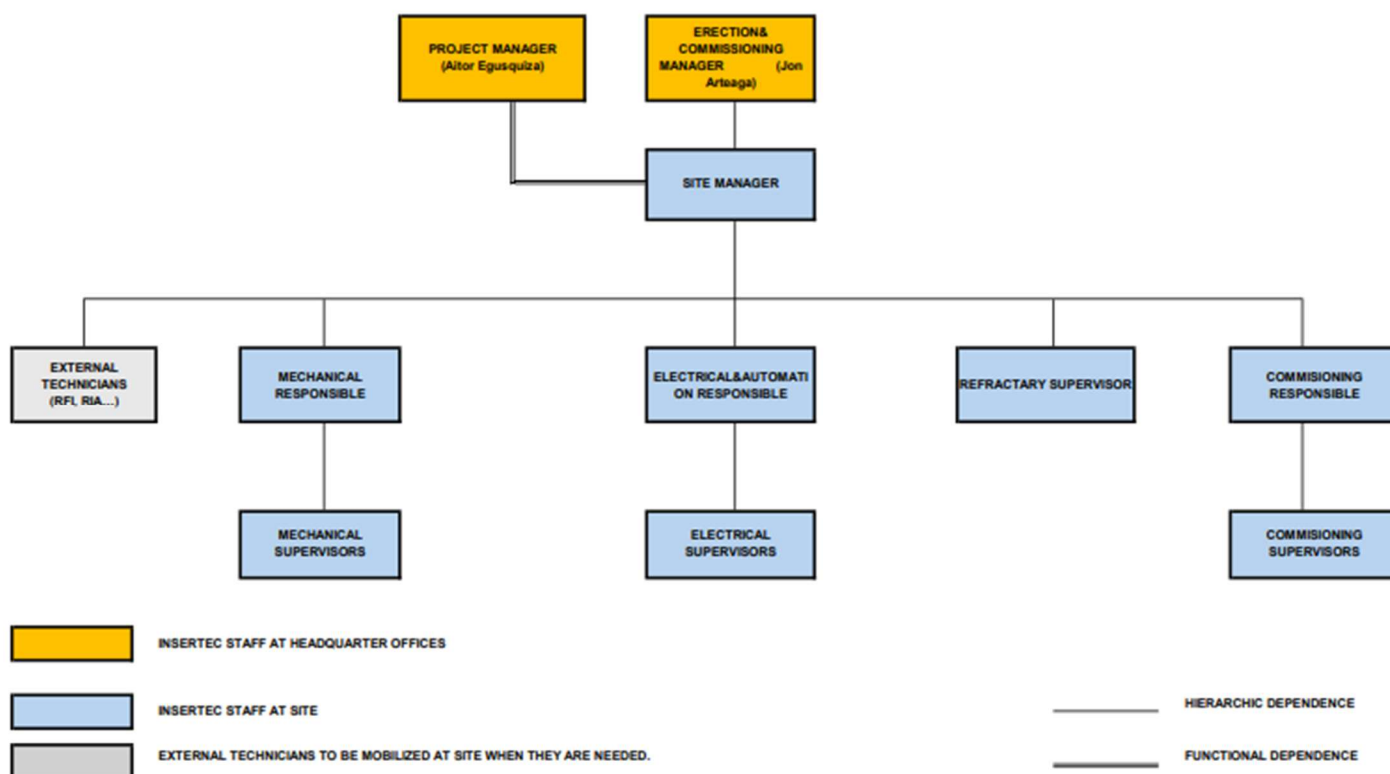 PROJECT MANAGER
(Aitor Egusquiza)
ERECTION&
COMMISSIONING
MANAGER (Jon
Arteaga)
SITE MANAGER
EXTERNAL
TECHNICIANS
(RFI, RIA...)
MECHANICAL
RESPONSIBLE
ELECTRICAL&AUTOMATI
ON RESPONSIBLE
REFRACTARY SUPERVISOR
COMMISIONING
RESPONSIBLE
MECHANICAL
SUPERVISORS
ELECTRICAL
SUPERVISORS
COMMISIONING
SUPERVISORS
INSERTEC STAFF AT HEADQUARTER OFFICES
INSERTEC STAFF AT SITE
EXTERNAL TECHNICIANS TO BE MOBILIZED AT SITE WHEN THEY ARE NEEDED.
HIERARCHIC DEPENDENCE
FUNCTIONAL DEPENDENCE